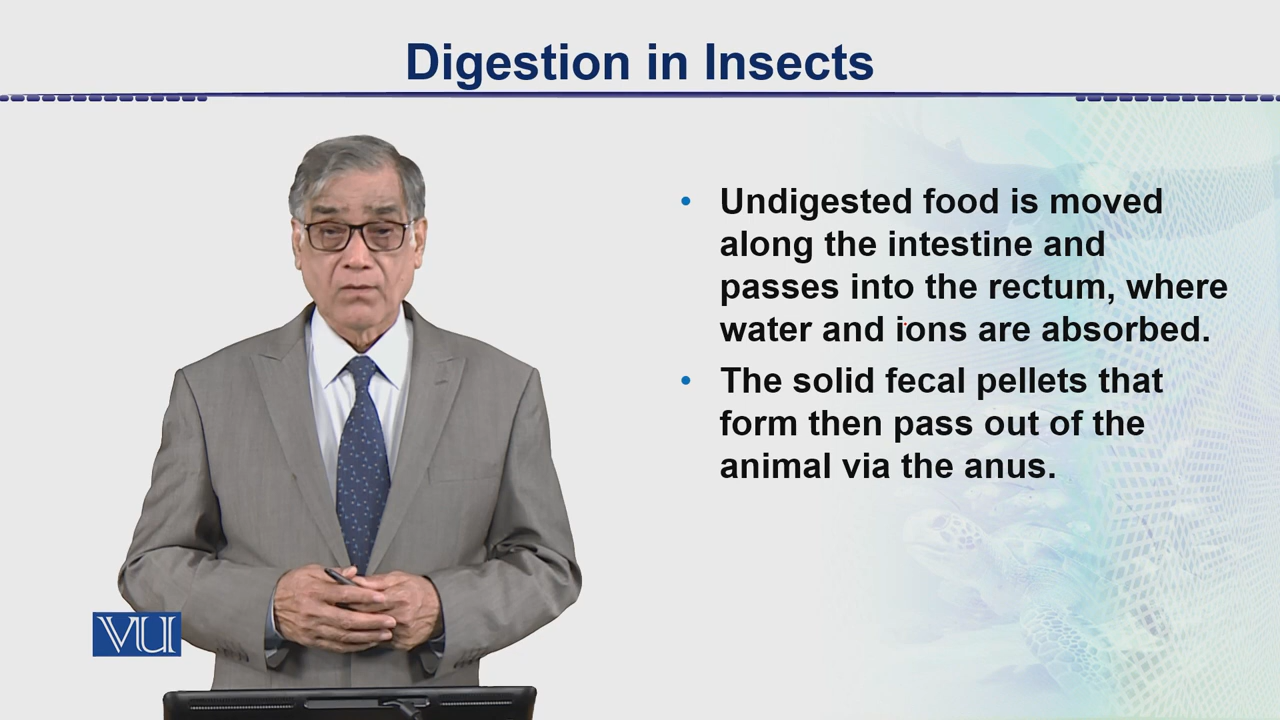 Digestion in Insects
• Undigested food is moved
along the intestine and
passes into the rectum, where
water and ions are absorbed.
• The solid fecal pellets that
form then pass out of the
animal via the anus.
VU